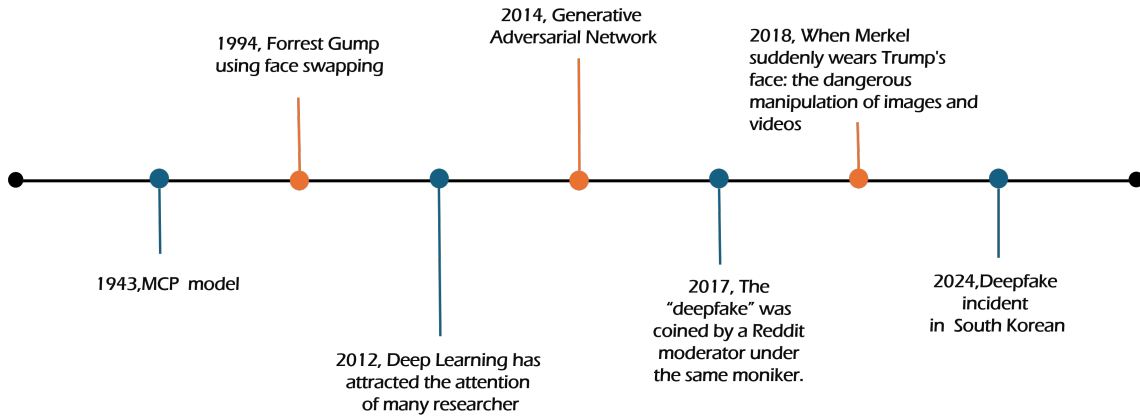 1943,MCP  model
1994, Forrest Gump
using face swapping
2012, Deep Learning has
attracted the attention
of many researcher
2014, Generative
Adversarial Network
2017, The
“deepfake” was
coined by a Reddit
moderator under
the same moniker.
2018, When Merkel
suddenly wears Trump's
face: the dangerous
manipulation of images and
videos
2024,Deepfake
incident
in  South Korean